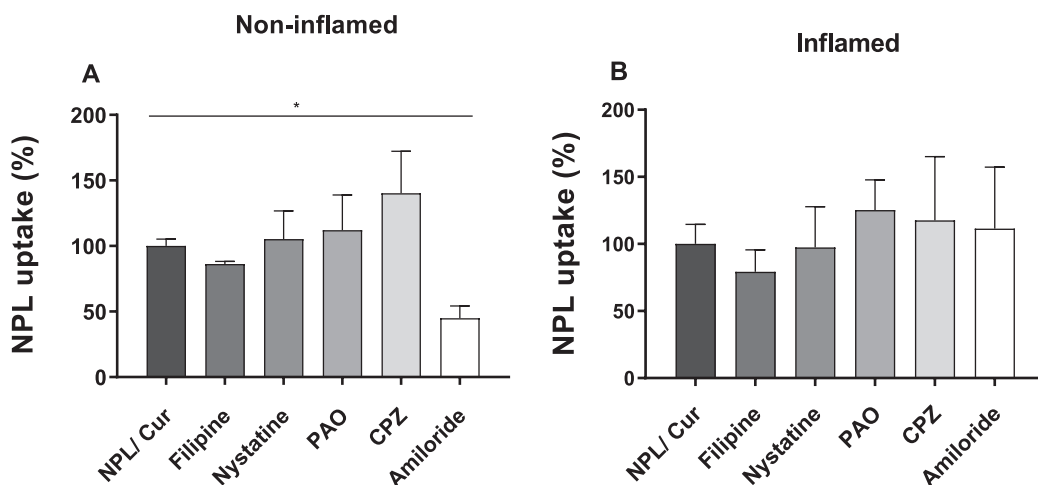 Non-inflamed
A
*
NPL uptake (%)
200
150
100
50
0
NPL/ Cur
Filipine
Nystatine
PAO
CPZ
Amiloride
Inflamed
B
NPL uptake (%)
200
150
100
50
0
NPL/ Cur
Filipine
Nystatine
PAO
CPZ
Amiloride